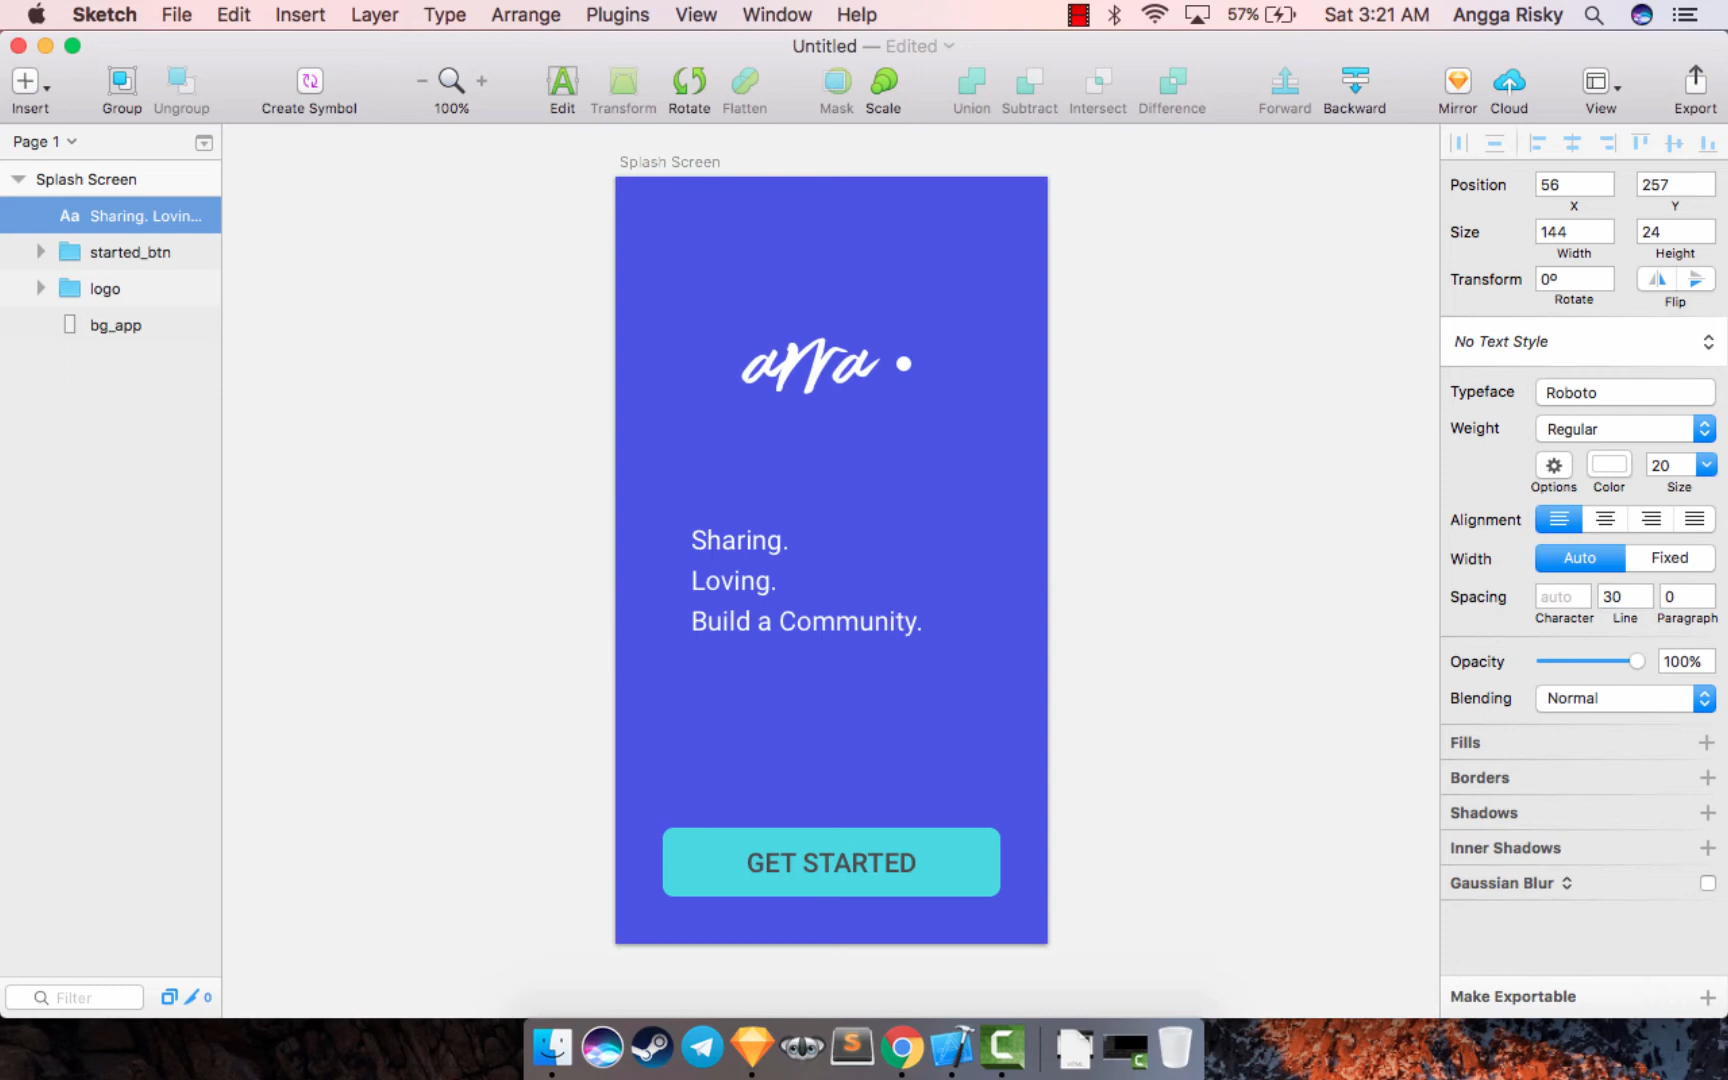 Sketch File Edit Insert Layer Type Arrange Plugins View Window Help 57% Sat 3:21 AM Angga Risky
Untitled — Edited
Insert Group Ungroup Create Symbol 100% Edit Transform Rotate Flatten Mask Scale Union Subtract Intersect Difference Forward Backward Mirror Cloud View Export
Page 1
Splash Screen
Aa Sharing. Lovin...
started_btn
logo
bg_app
Filter 0
Splash Screen
arra
Sharing.
Loving.
Build a Community.
GET STARTED
Position 56 257
X Y
Size 144 24
Width Height
Transform 0º
Rotate Flip
No Text Style
Typeface Roboto
Weight Regular
20
Options Color Size
Alignment
Width Auto Fixed
Spacing auto 30 0
Character Line Paragraph
Opacity 100%
Blending Normal
Fills
Borders
Shadows
Inner Shadows
Gaussian Blur
Make Exportable